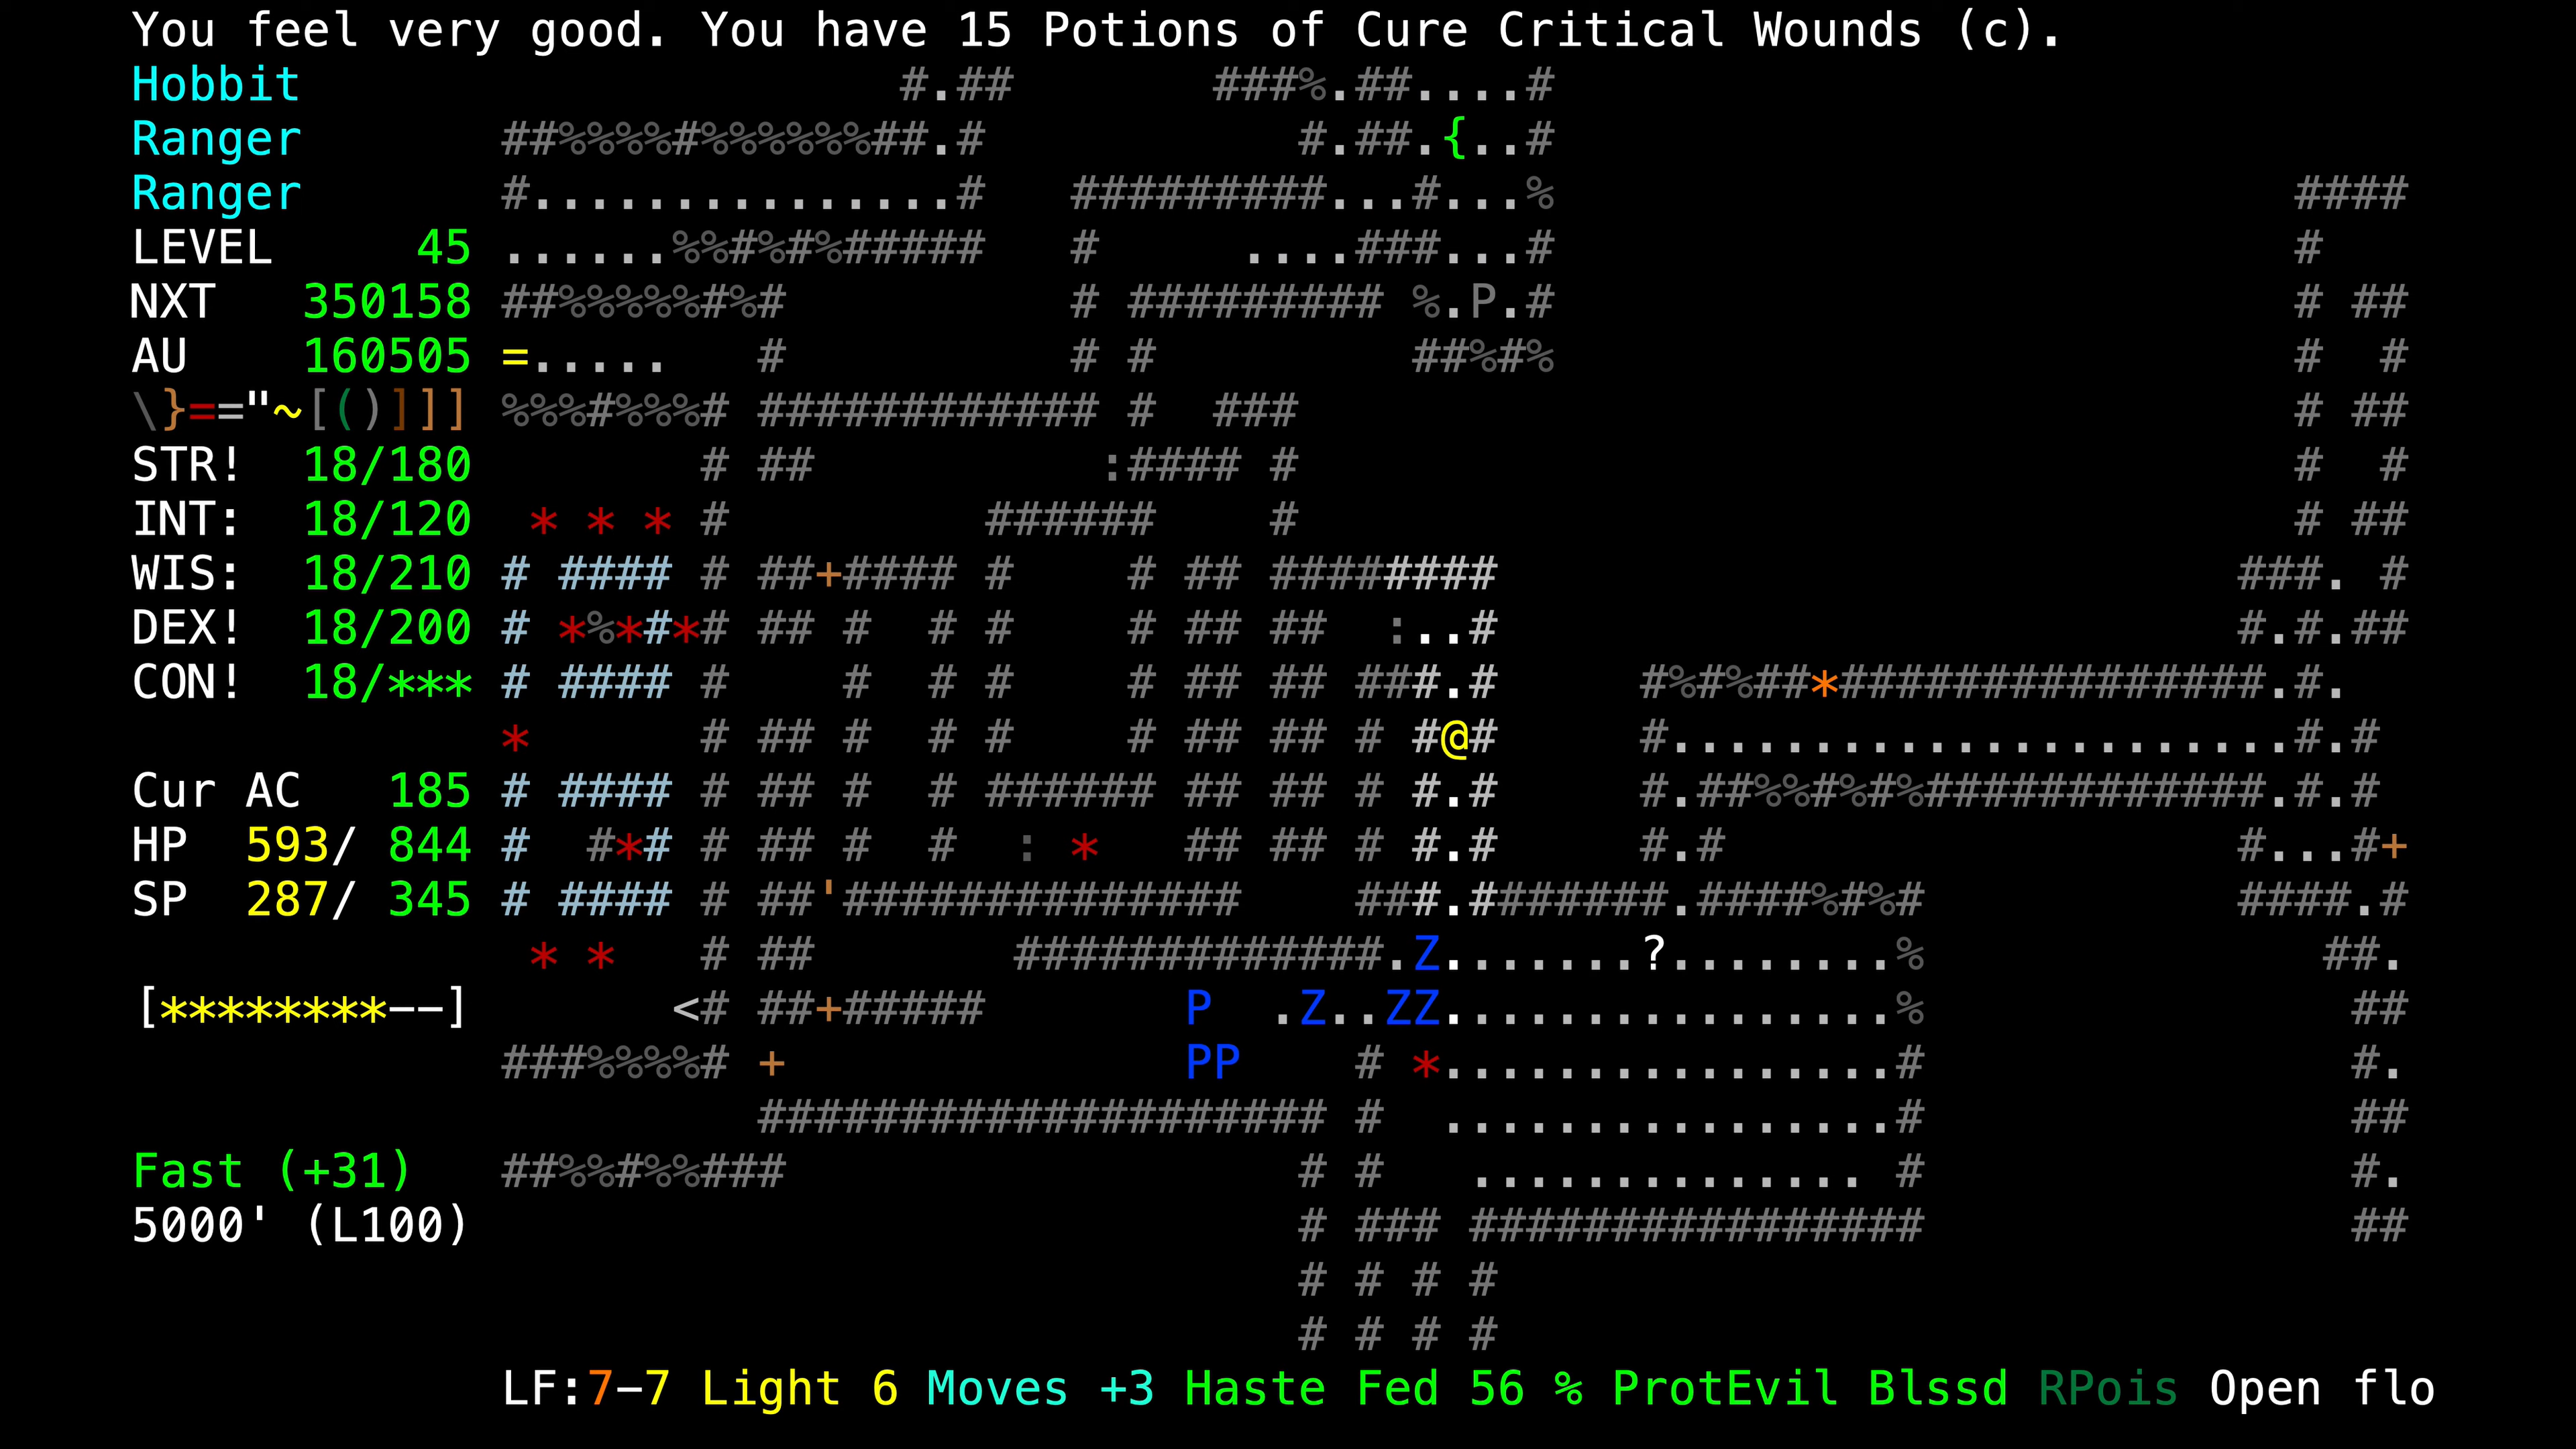 You feel very good. You have 15 Potions of Cure Critical Wounds (c).
Hobbit
Ranger
Ranger
LEVEL 45
NXT 350158
AU 160505
\}=="~[()]]]
STR! 18/180
INT: 18/120
WIS: 18/210
DEX! 18/200
CON! 18/***
Cur AC 185
HP 593/ 844
SP 287/ 345
[********--]
Fast (+31)
5000' (L100)
LF:7-7 Light 6 Moves +3 Haste Fed 56 % ProtEvil Blssd RPois Open flo